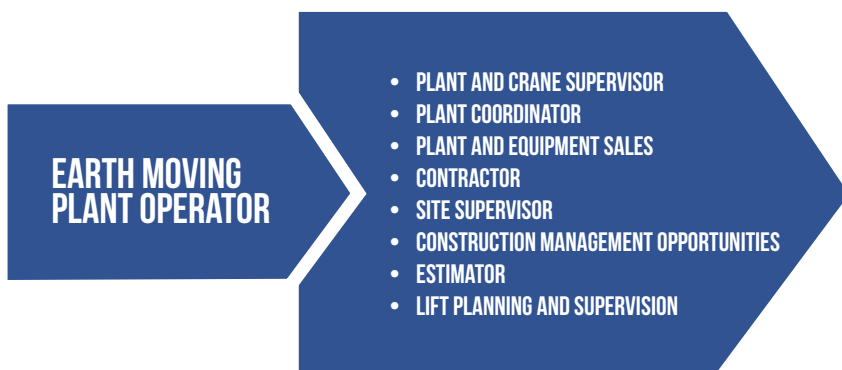 EARTH MOVING
PLANT OPERATOR
• PLANT AND CRANE SUPERVISOR
• PLANT COORDINATOR
• PLANT AND EQUIPMENT SALES
• CONTRACTOR
• SITE SUPERVISOR
• CONSTRUCTION MANAGEMENT OPPORTUNITIES
• ESTIMATOR
• LIFT PLANNING AND SUPERVISION